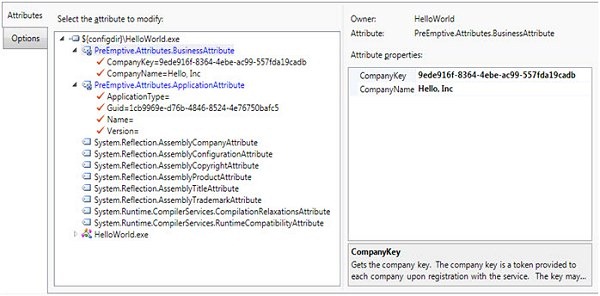 Attributes
Options
Select the attribute to modify:
${configdir}\HelloWorld.exe
PreEmptive.Attributes.BusinessAttribute
CompanyKey=9ede916f-8364-4ebe-ac99-557fda19cadb
CompanyName=Hello, Inc
PreEmptive.Attributes.ApplicationAttribute
ApplicationType=
Guid=1cb9969e-d76b-4846-8524-4e76750bafc5
Name=
Version=
System.Reflection.AssemblyCompanyAttribute
System.Reflection.AssemblyConfigurationAttribute
System.Reflection.AssemblyCopyrightAttribute
System.Reflection.AssemblyProductAttribute
System.Reflection.AssemblyTitleAttribute
System.Reflection.AssemblyTrademarkAttribute
System.Runtime.CompilerServices.CompilationRelaxationsAttribute
System.Runtime.CompilerServices.RuntimeCompatibilityAttribute
HelloWorld.exe
Owner: HelloWorld
Attribute: PreEmptive.Attributes.BusinessAttribute
Attribute properties:
CompanyKey 9ede916f-8364-4ebe-ac99-557fda19cadb
CompanyName Hello, Inc
CompanyKey
Gets the company key. The company key is a token provided to
each company upon registration with the service. The key may...